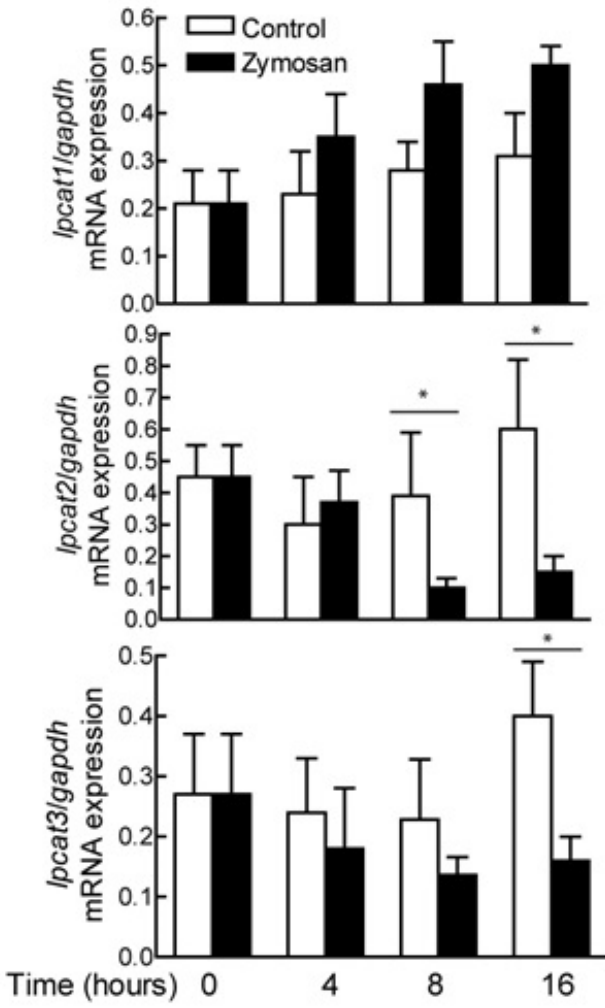 0.6
0.5
0.4
0.3
0.2
0.1
0.0
lpcat1/gapdh
mRNA expression
Control
Zymosan
0.9
0.8
0.7
0.6
0.5
0.4
0.3
0.2
0.1
0.0
lpcat2/gapdh
mRNA expression
*
*
0.5
0.4
0.3
0.2
0.1
0.0
lpcat3/gapdh
mRNA expression
*
Time (hours) 0 4 8 16